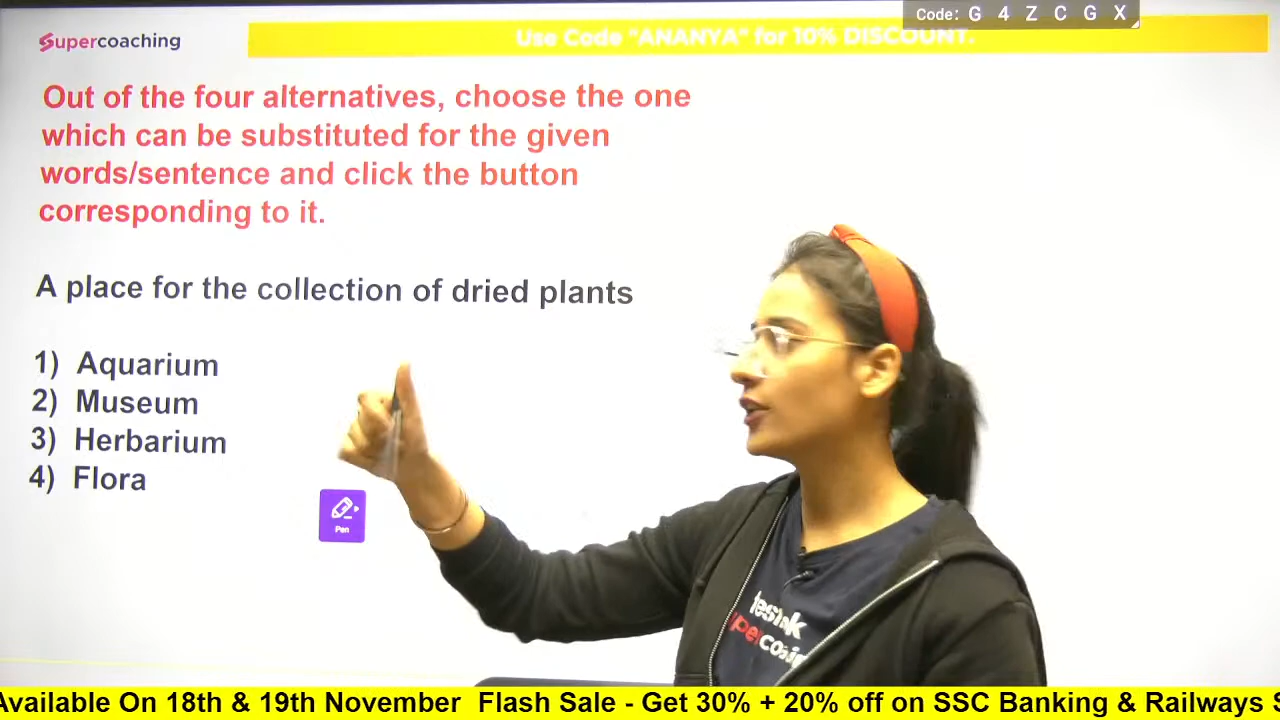 Code: G 4 Z C G X
Supercoaching
Use Code "ANANYA" for 10% DISCOUNT.
Out of the four alternatives, choose the one
which can be substituted for the given
words/sentence and click the button
corresponding to it.
A place for the collection of dried plants
1) Aquarium
2) Museum
3) Herbarium
4) Flora
Pen
Available On 18th & 19th November Flash Sale - Get 30% + 20% off on SSC Banking & Railways